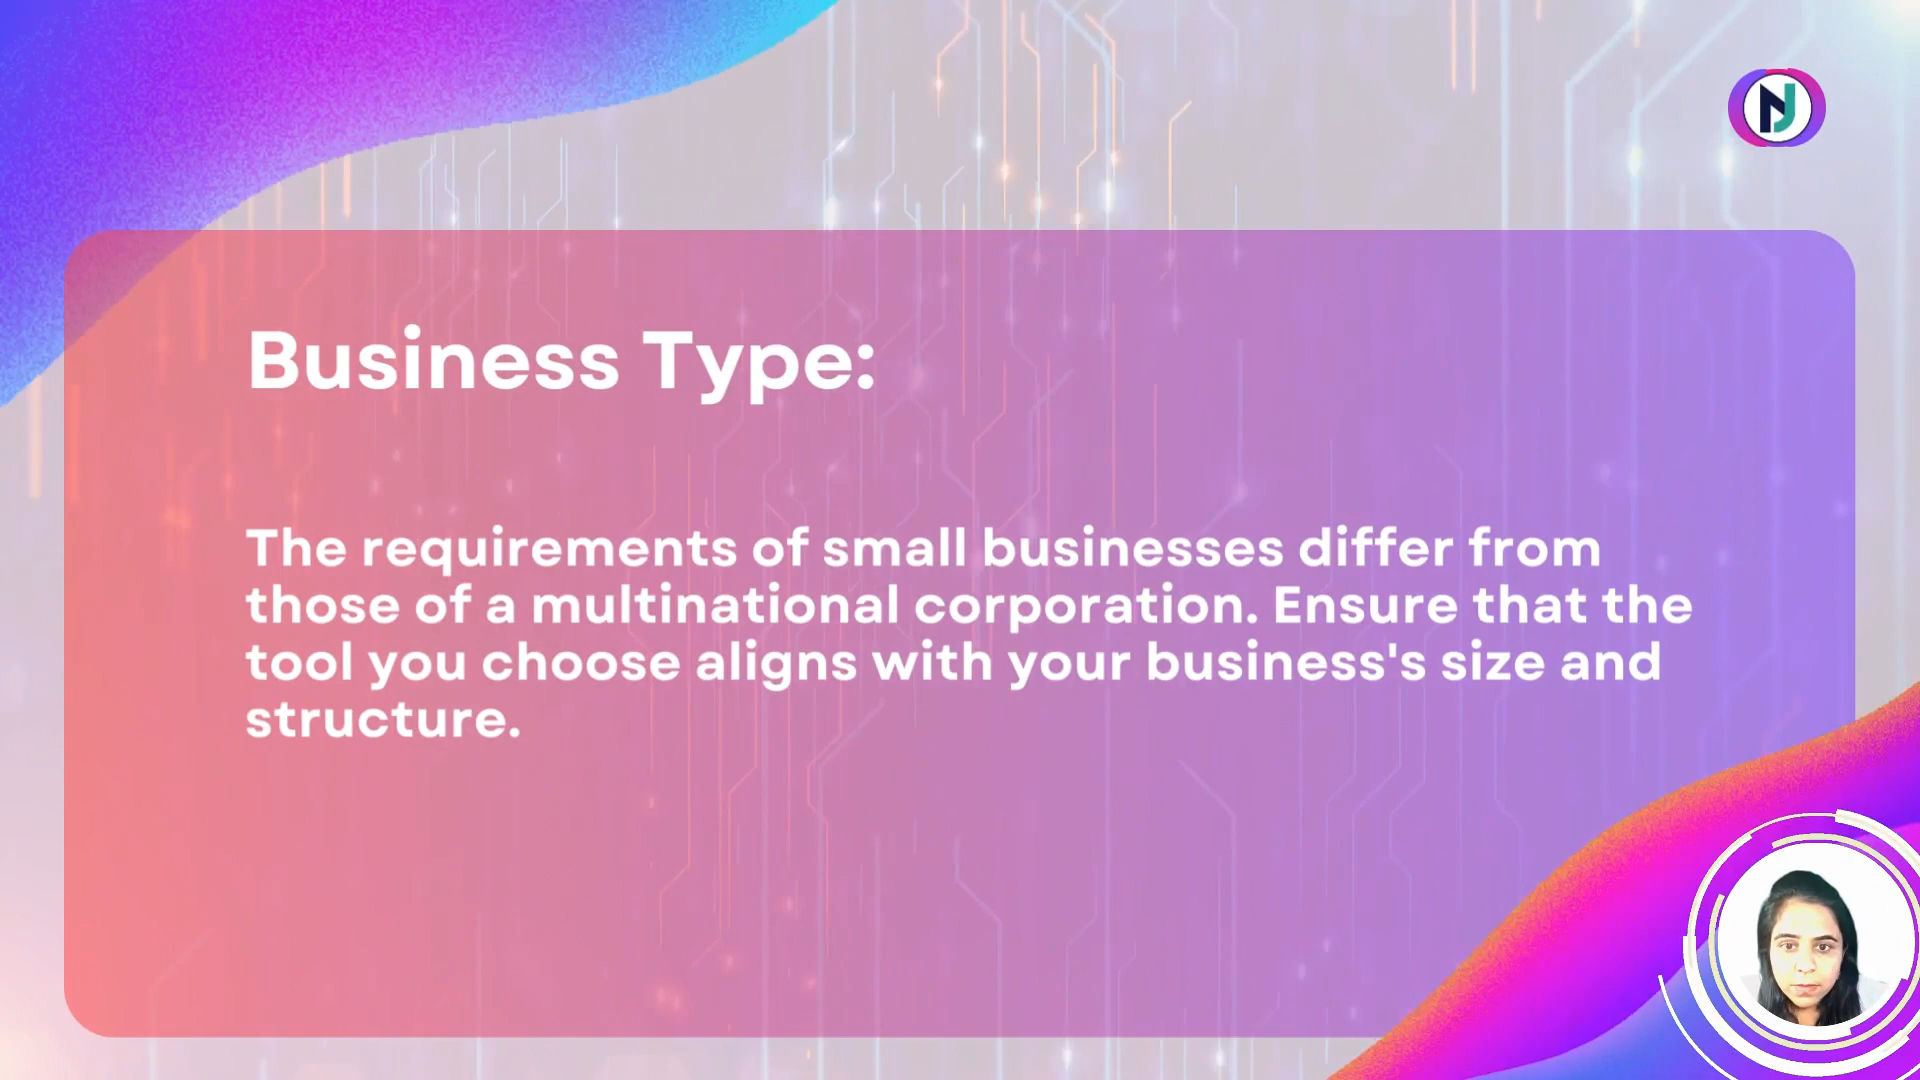 NJ
Business Type:
The requirements of small businesses differ from
those of a multinational corporation. Ensure that the
tool you choose aligns with your business's size and
structure.